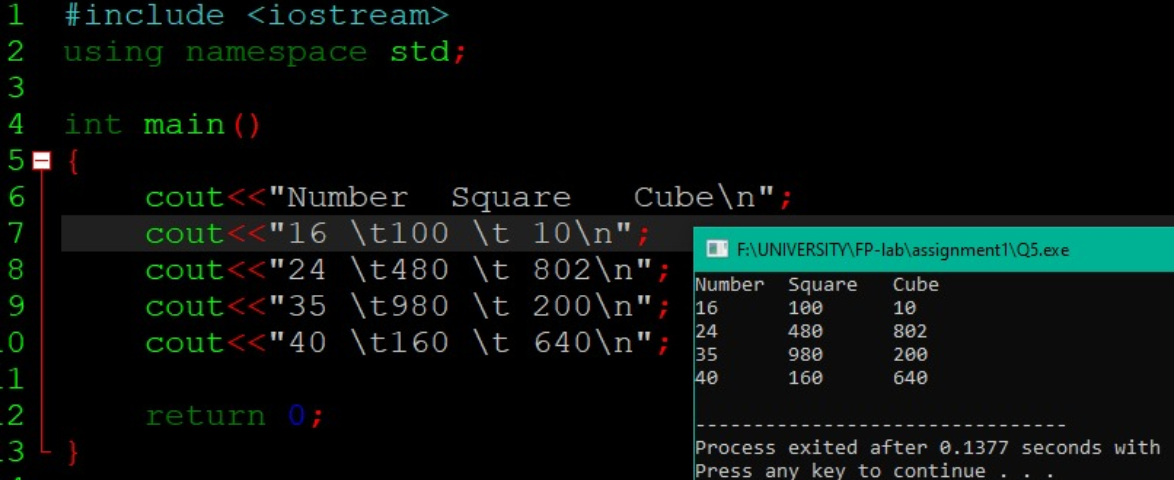 1 #include <iostream>
2 using namespace std;
3
4 int main()
5 {
6 cout<<"Number  Square   Cube\n";
7 cout<<"16 \t100 \t 10\n";
8 cout<<"24 \t480 \t 802\n";
9 cout<<"35 \t980 \t 200\n";
10 cout<<"40 \t160 \t 640\n";
11
12 return 0;
13 }
F:\UNIVERSITY\FP-lab\assignment1\Q5.exe
Number  Square   Cube
16      100      10
24      480      802
35      980      200
40      160      640
--------------------------------
Process exited after 0.1377 seconds with
Press any key to continue . . .